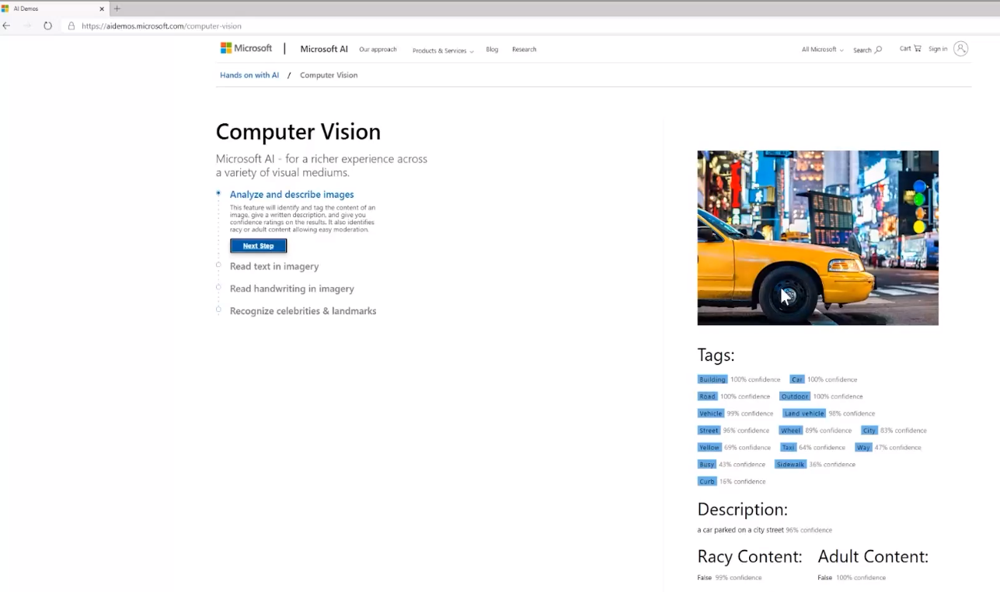 AI Demos
https://aidemos.microsoft.com/computer-vision
Microsoft | Microsoft AI Our approach Products & Services Blog Research All Microsoft Search Cart Sign in
Hands on with AI / Computer Vision
Computer Vision
Microsoft AI - for a richer experience across
a variety of visual mediums.
Analyze and describe images
This feature will identify and tag the content of an
image, give a written description, and give you
confidence ratings on the results. It also identifies
racy or adult content allowing easy moderation.
Next Step
Read text in imagery
Read handwriting in imagery
Recognize celebrities & landmarks
Tags:
Building 100% confidence Car 100% confidence
Road 100% confidence Outdoor 100% confidence
Vehicle 99% confidence Land vehicle 98% confidence
Street 96% confidence Wheel 89% confidence City 83% confidence
Yellow 69% confidence Taxi 64% confidence Way 47% confidence
Busy 43% confidence Sidewalk 36% confidence
Curb 16% confidence
Description:
a car parked on a city street 96% confidence
Racy Content: Adult Content:
False 99% confidence False 100% confidence